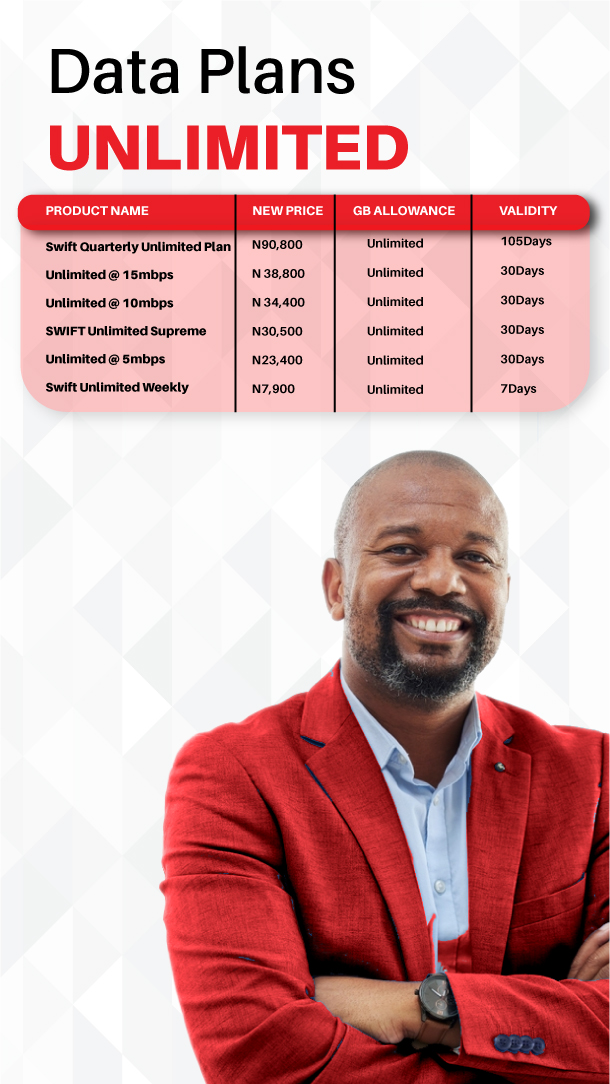 Data Plans
UNLIMITED
PRODUCT NAME NEW PRICE GB ALLOWANCE VALIDITY
Swift Quarterly Unlimited Plan N90,800 Unlimited 105Days
Unlimited @ 15mbps N 38,800 Unlimited 30Days
Unlimited @ 10mbps N 34,400 Unlimited 30Days
SWIFT Unlimited Supreme N30,500 Unlimited 30Days
Unlimited @ 5mbps N23,400 Unlimited 30Days
Swift Unlimited Weekly N7,900 Unlimited 7Days